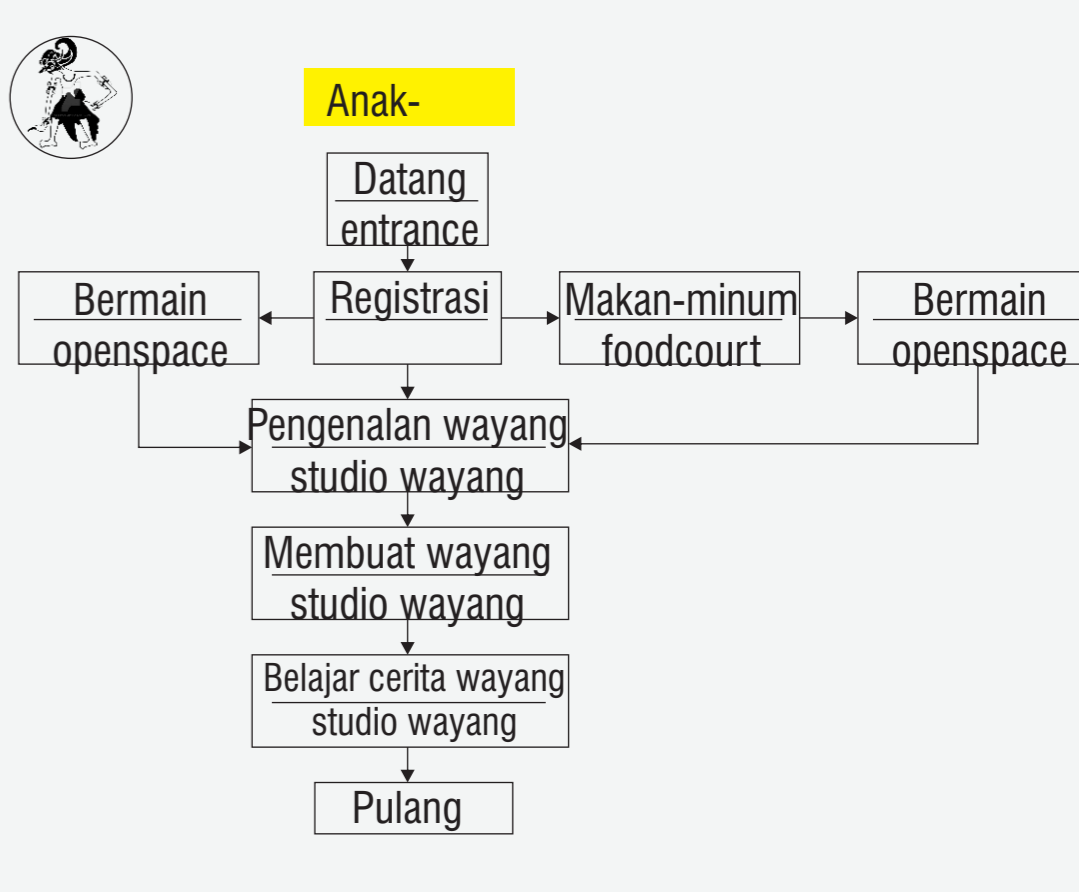 Anak-
Datang
entrance
Bermain
openspace
Registrasi
Makan-minum
foodcourt
Bermain
openspace
Pengenalan wayang
studio wayang
Membuat wayang
studio wayang
Belajar cerita wayang
studio wayang
Pulang